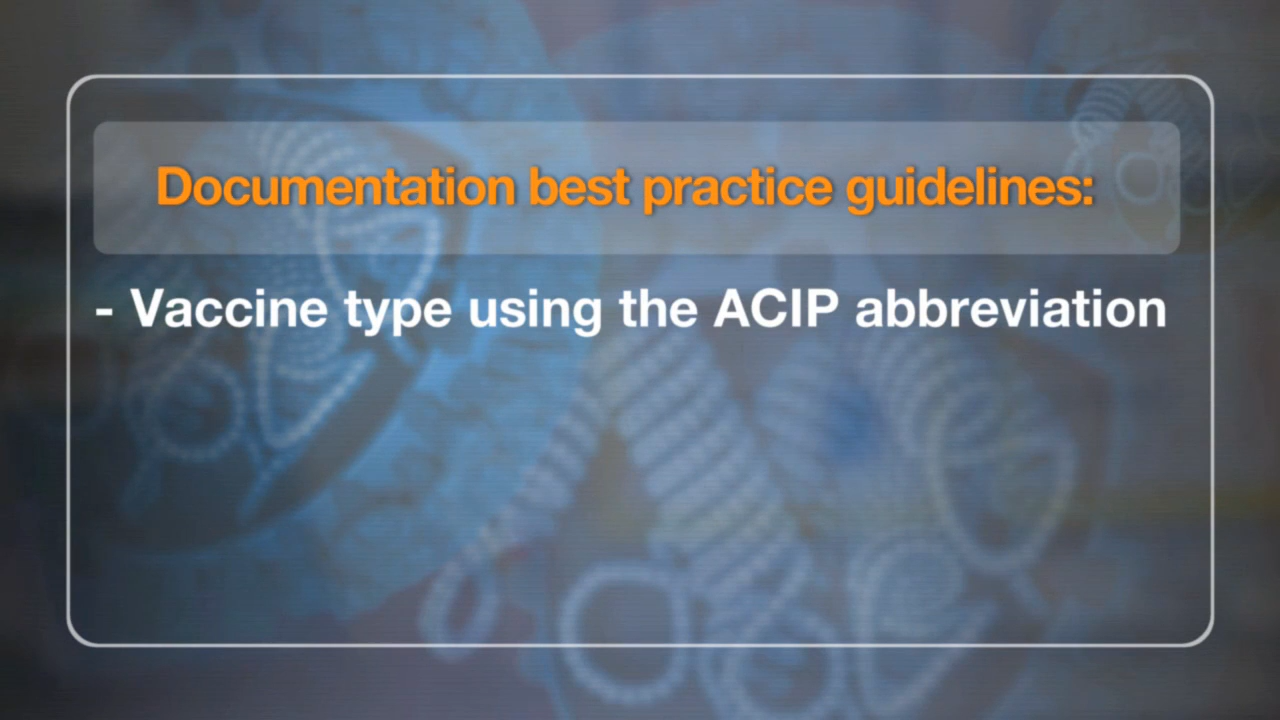 Documentation best practice guidelines:
- Vaccine type using the ACIP abbreviation